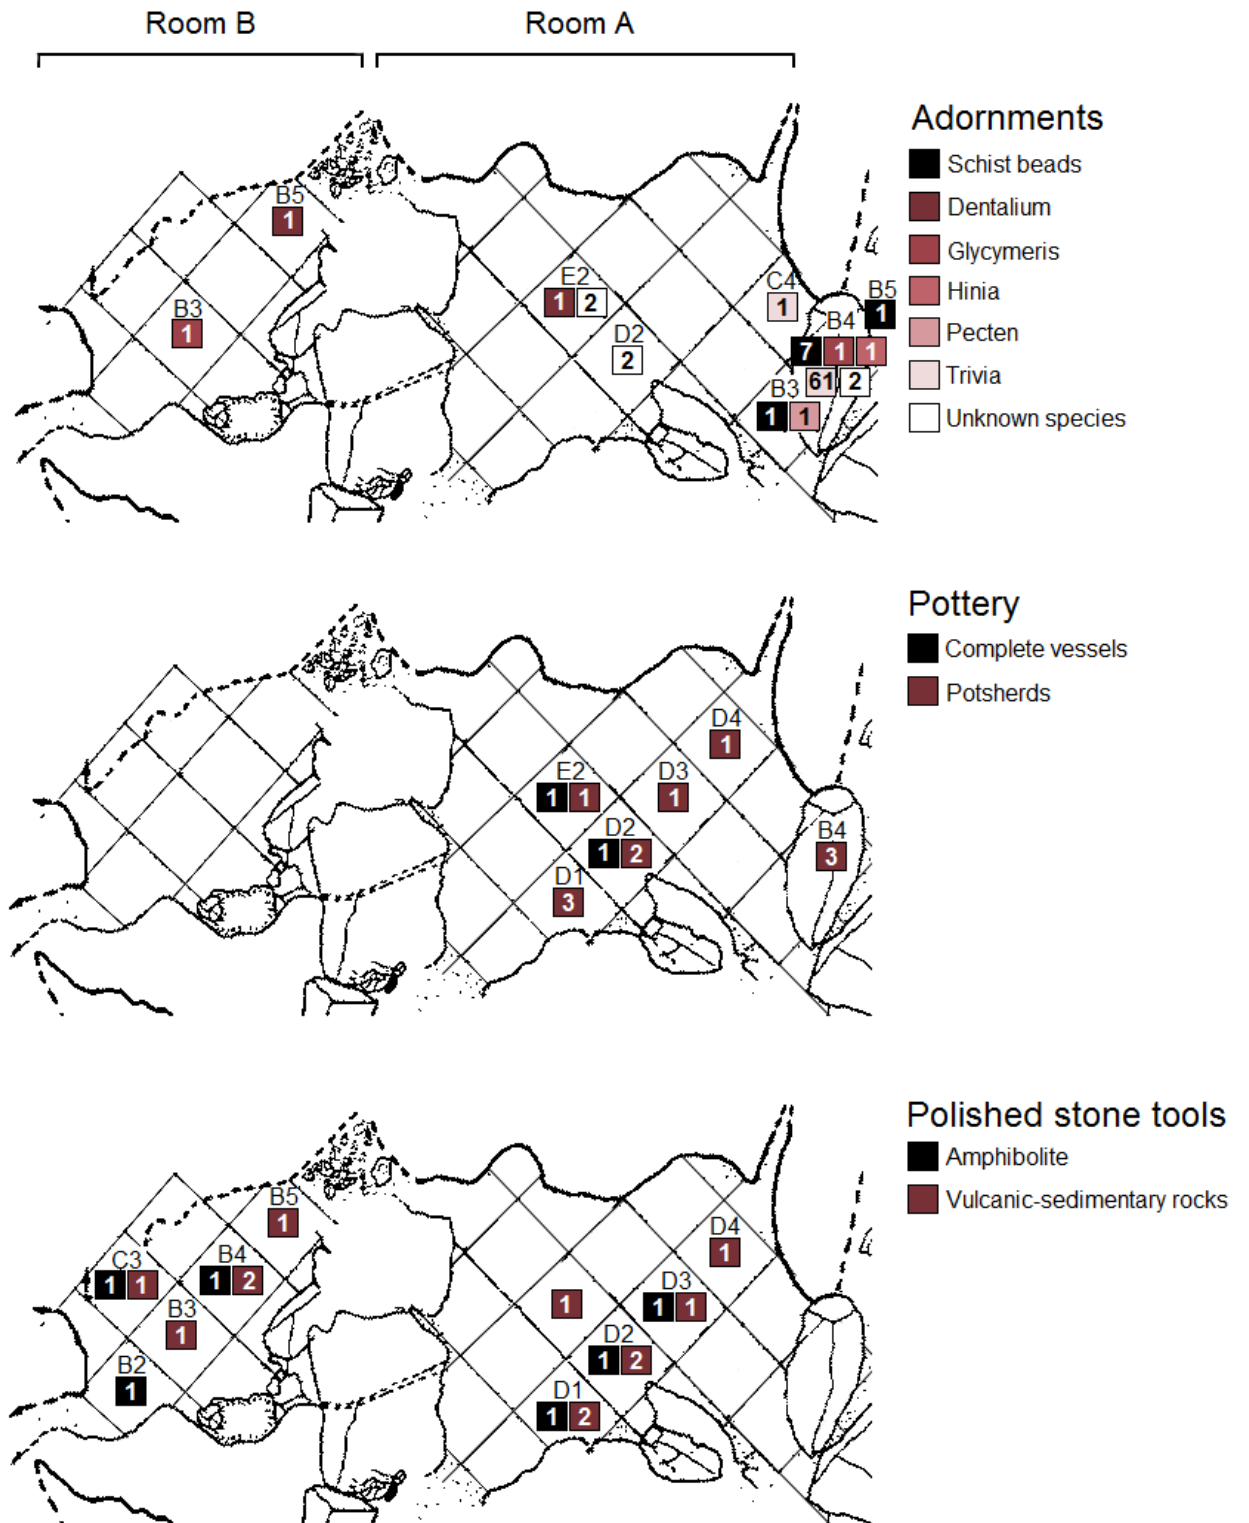 Room B
Room A
Adornments
Schist beads
Dentalium
Glycymeris
Hinia
Pecten
Trivia
Unknown species
B5
1
B3
1
E2
1 2
D2
2
C4
1
B5
1
B4
7 1 1
61 2
B3
1 1
Pottery
Complete vessels
Potsherds
D4
1
E2
1 1
D3
1
D2
1 2
B4
3
D1
3
Polished stone tools
Amphibolite
Vulcanic-sedimentary rocks
B5
1
C3
1 1
B4
1 2
B3
1
B2
1
D4
1
1
D3
1 1
D2
1 2
D1
1 2